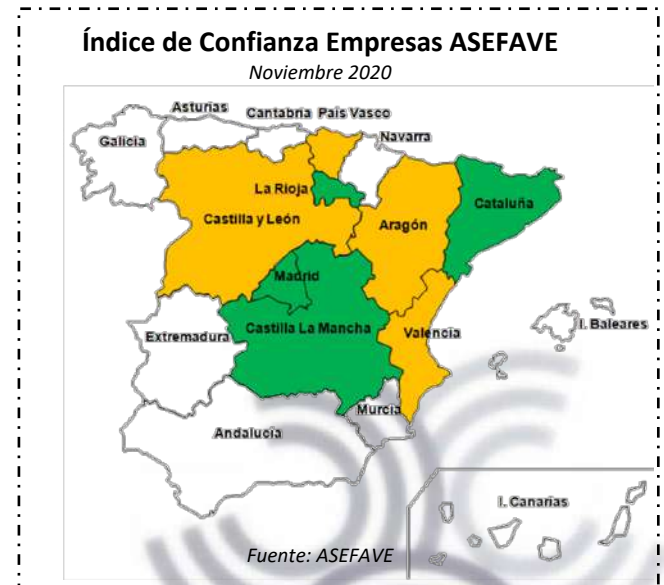 Índice de Confianza Empresas ASEFAVE
Noviembre 2020
Asturias
Cantabria
País Vasco
Galicia
Navarra
La Rioja
Castilla y León
Aragón
Cataluña
Madrid
Castilla La Mancha
Valencia
I. Baleares
Extremadura
Murcia
Andalucía
I. Canarias
Fuente: ASEFAVE